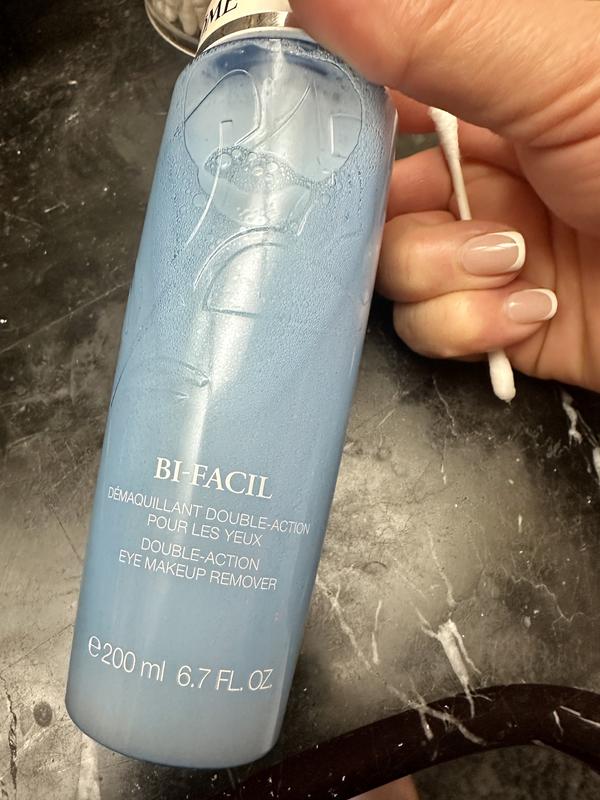 BI-FACIL
DÉMAQUILLANT DOUBLE-ACTION
POUR LES YEUX
DOUBLE-ACTION
EYE MAKEUP REMOVER
℮200 ml 6.7 FL. OZ.